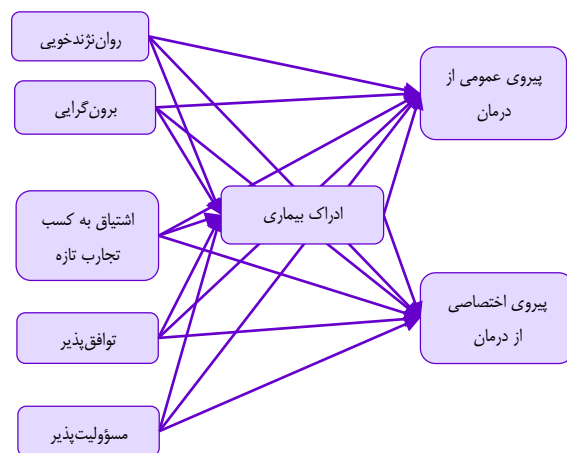 روان‌نژندخویی
برون‌گرایی
اشتیاق به کسب
تجارب تازه
توافق‌پذیر
مسؤولیت‌پذیر
ادراک بیماری
پیروی عمومی از
درمان
پیروی اختصاصی
از درمان